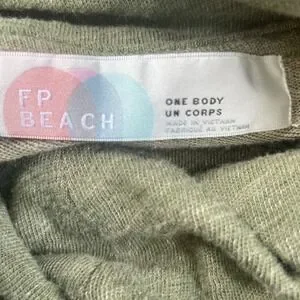 FP
BEACH
ONE BODY
UN CORPS
MADE IN VIETNAM
FABRIQUÉ AU VIETNAM